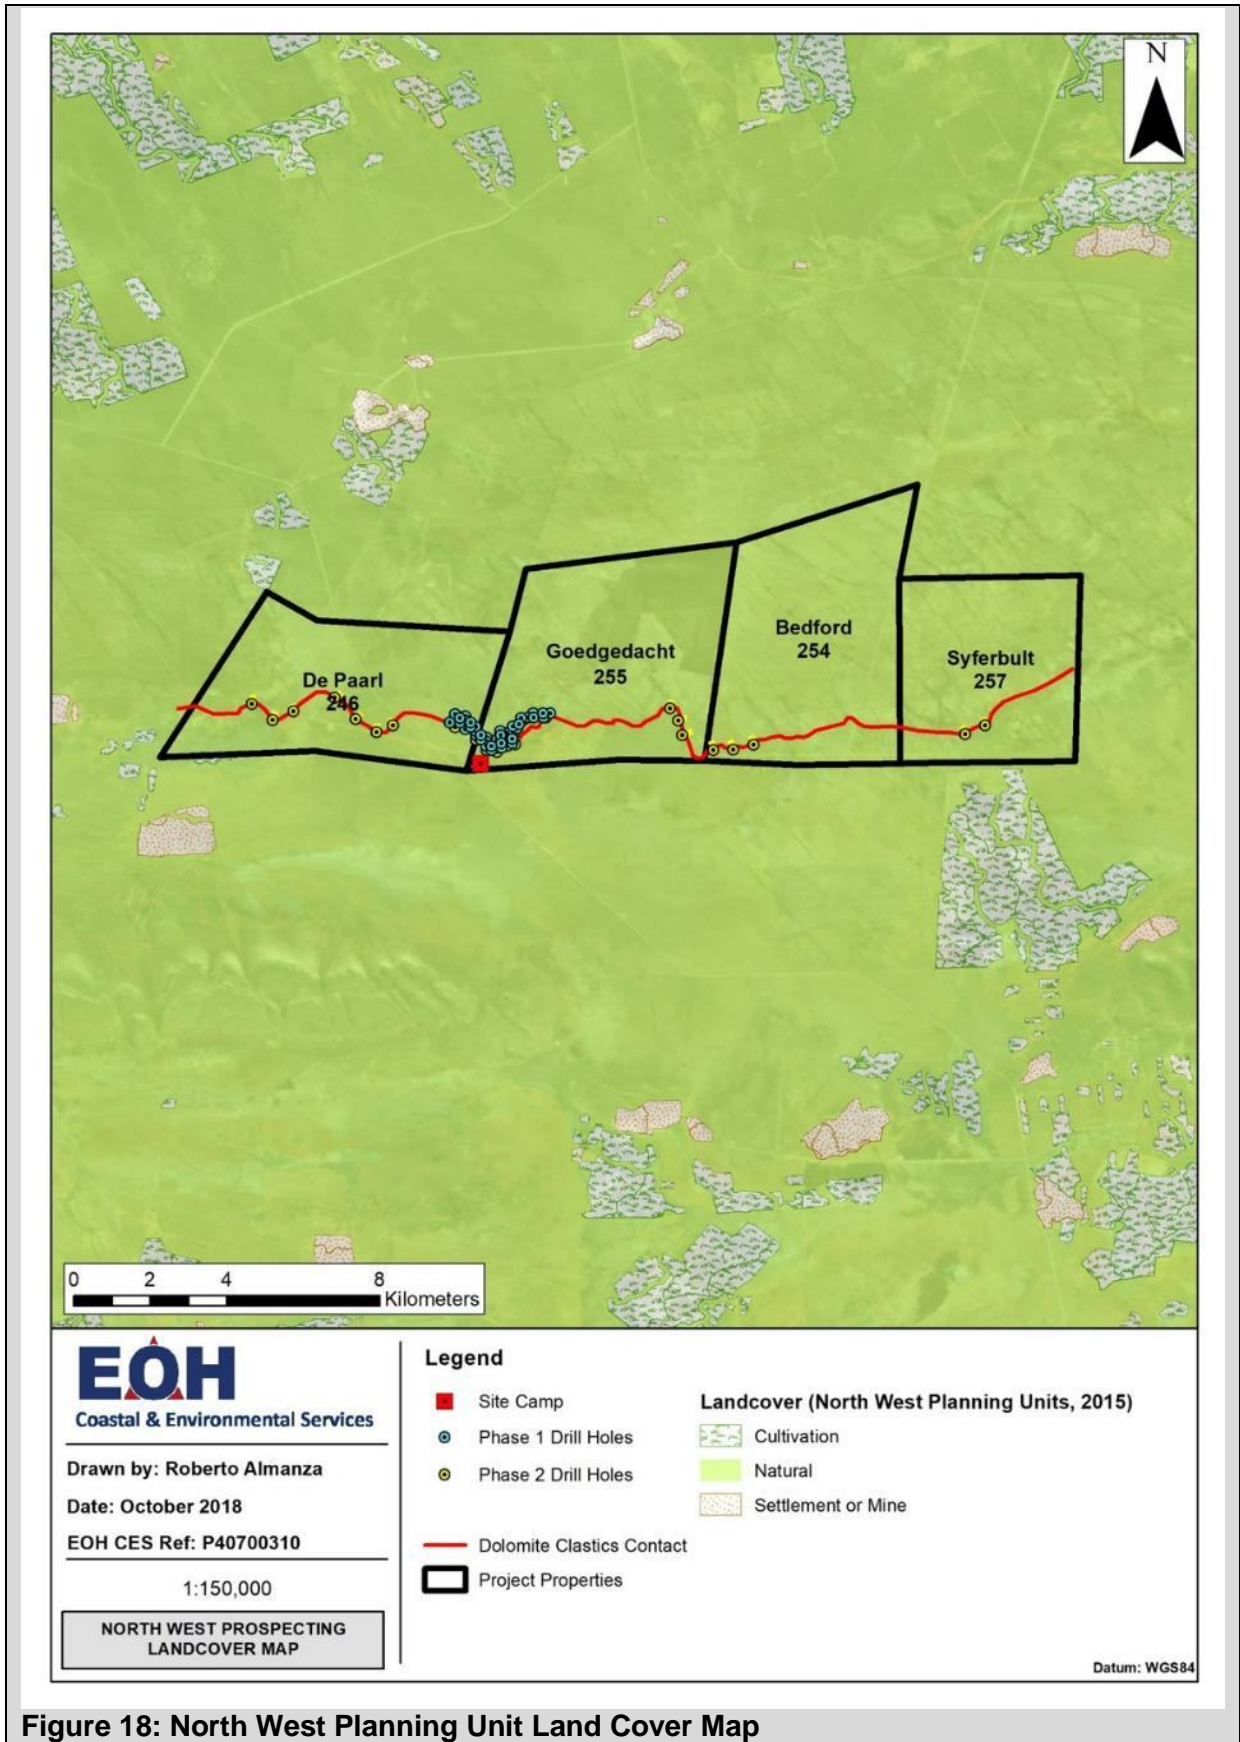 N
De Paarl
246
Goedgedacht
255
Bedford
254
Syferbult
257
0 2 4 8
Kilometers
EOH
Coastal & Environmental Services
Drawn by: Roberto Almanza
Date: October 2018
EOH CES Ref: P40700310
1:150,000
NORTH WEST PROSPECTING
LANDCOVER MAP
Legend
Site Camp
Phase 1 Drill Holes
Phase 2 Drill Holes
Dolomite Clastics Contact
Project Properties
Landcover (North West Planning Units, 2015)
Cultivation
Natural
Settlement or Mine
Datum: WGS84
Figure 18: North West Planning Unit Land Cover Map